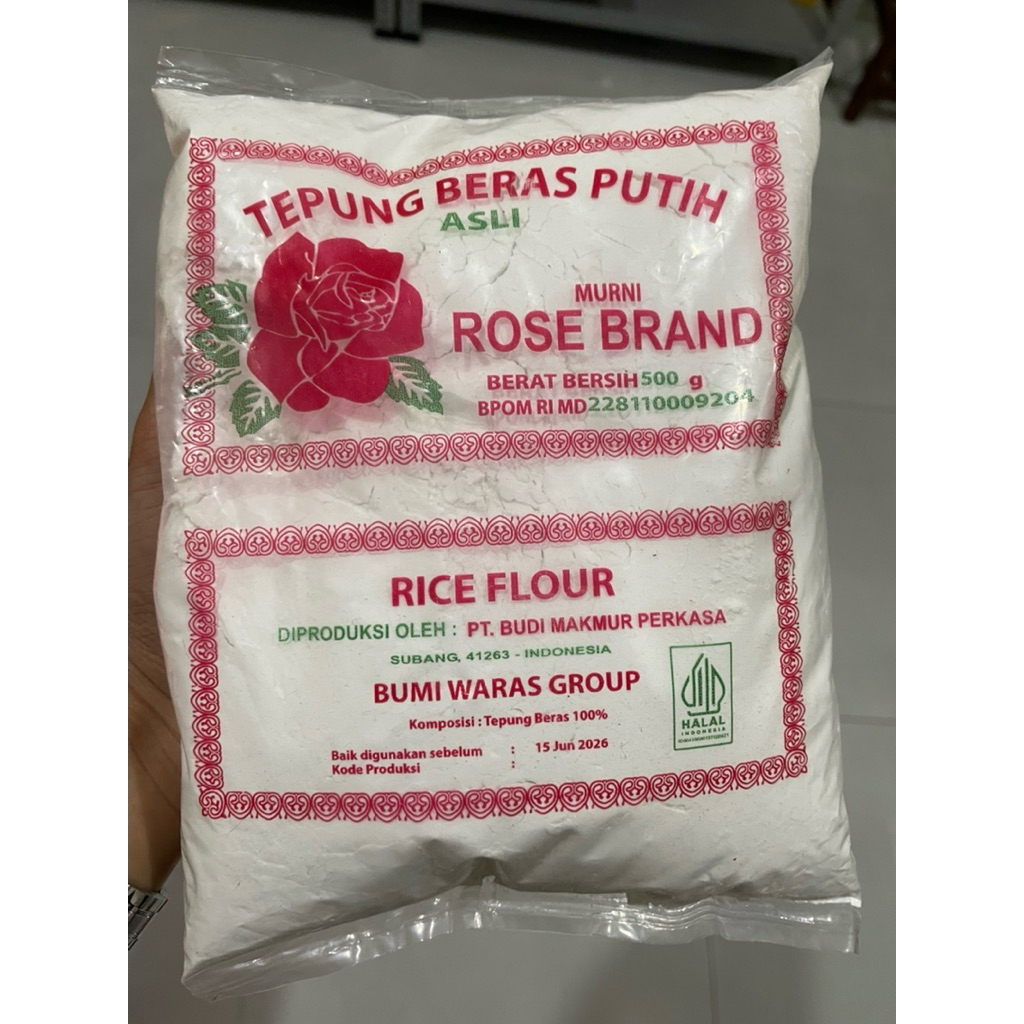 TEPUNG BERAS PUTIH
ASLI
MURNI
ROSE BRAND
BERAT BERSIH 500 g
BPOM RI MD 228110009204
RICE FLOUR
DIPRODUKSI OLEH : PT. BUDI MAKMUR PERKASA
SUBANG, 41263 - INDONESIA
BUMI WARAS GROUP
Komposisi : Tepung Beras 100%
Baik digunakan sebelum : 15 Jun 2026
Kode Produksi :
HALAL
INDONESIA